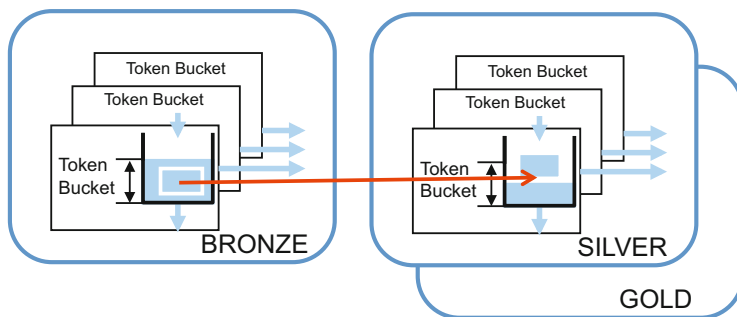 Token Bucket
Token Bucket
Token
Bucket
BRONZE
Token Bucket
Token Bucket
Token
Bucket
SILVER
GOLD